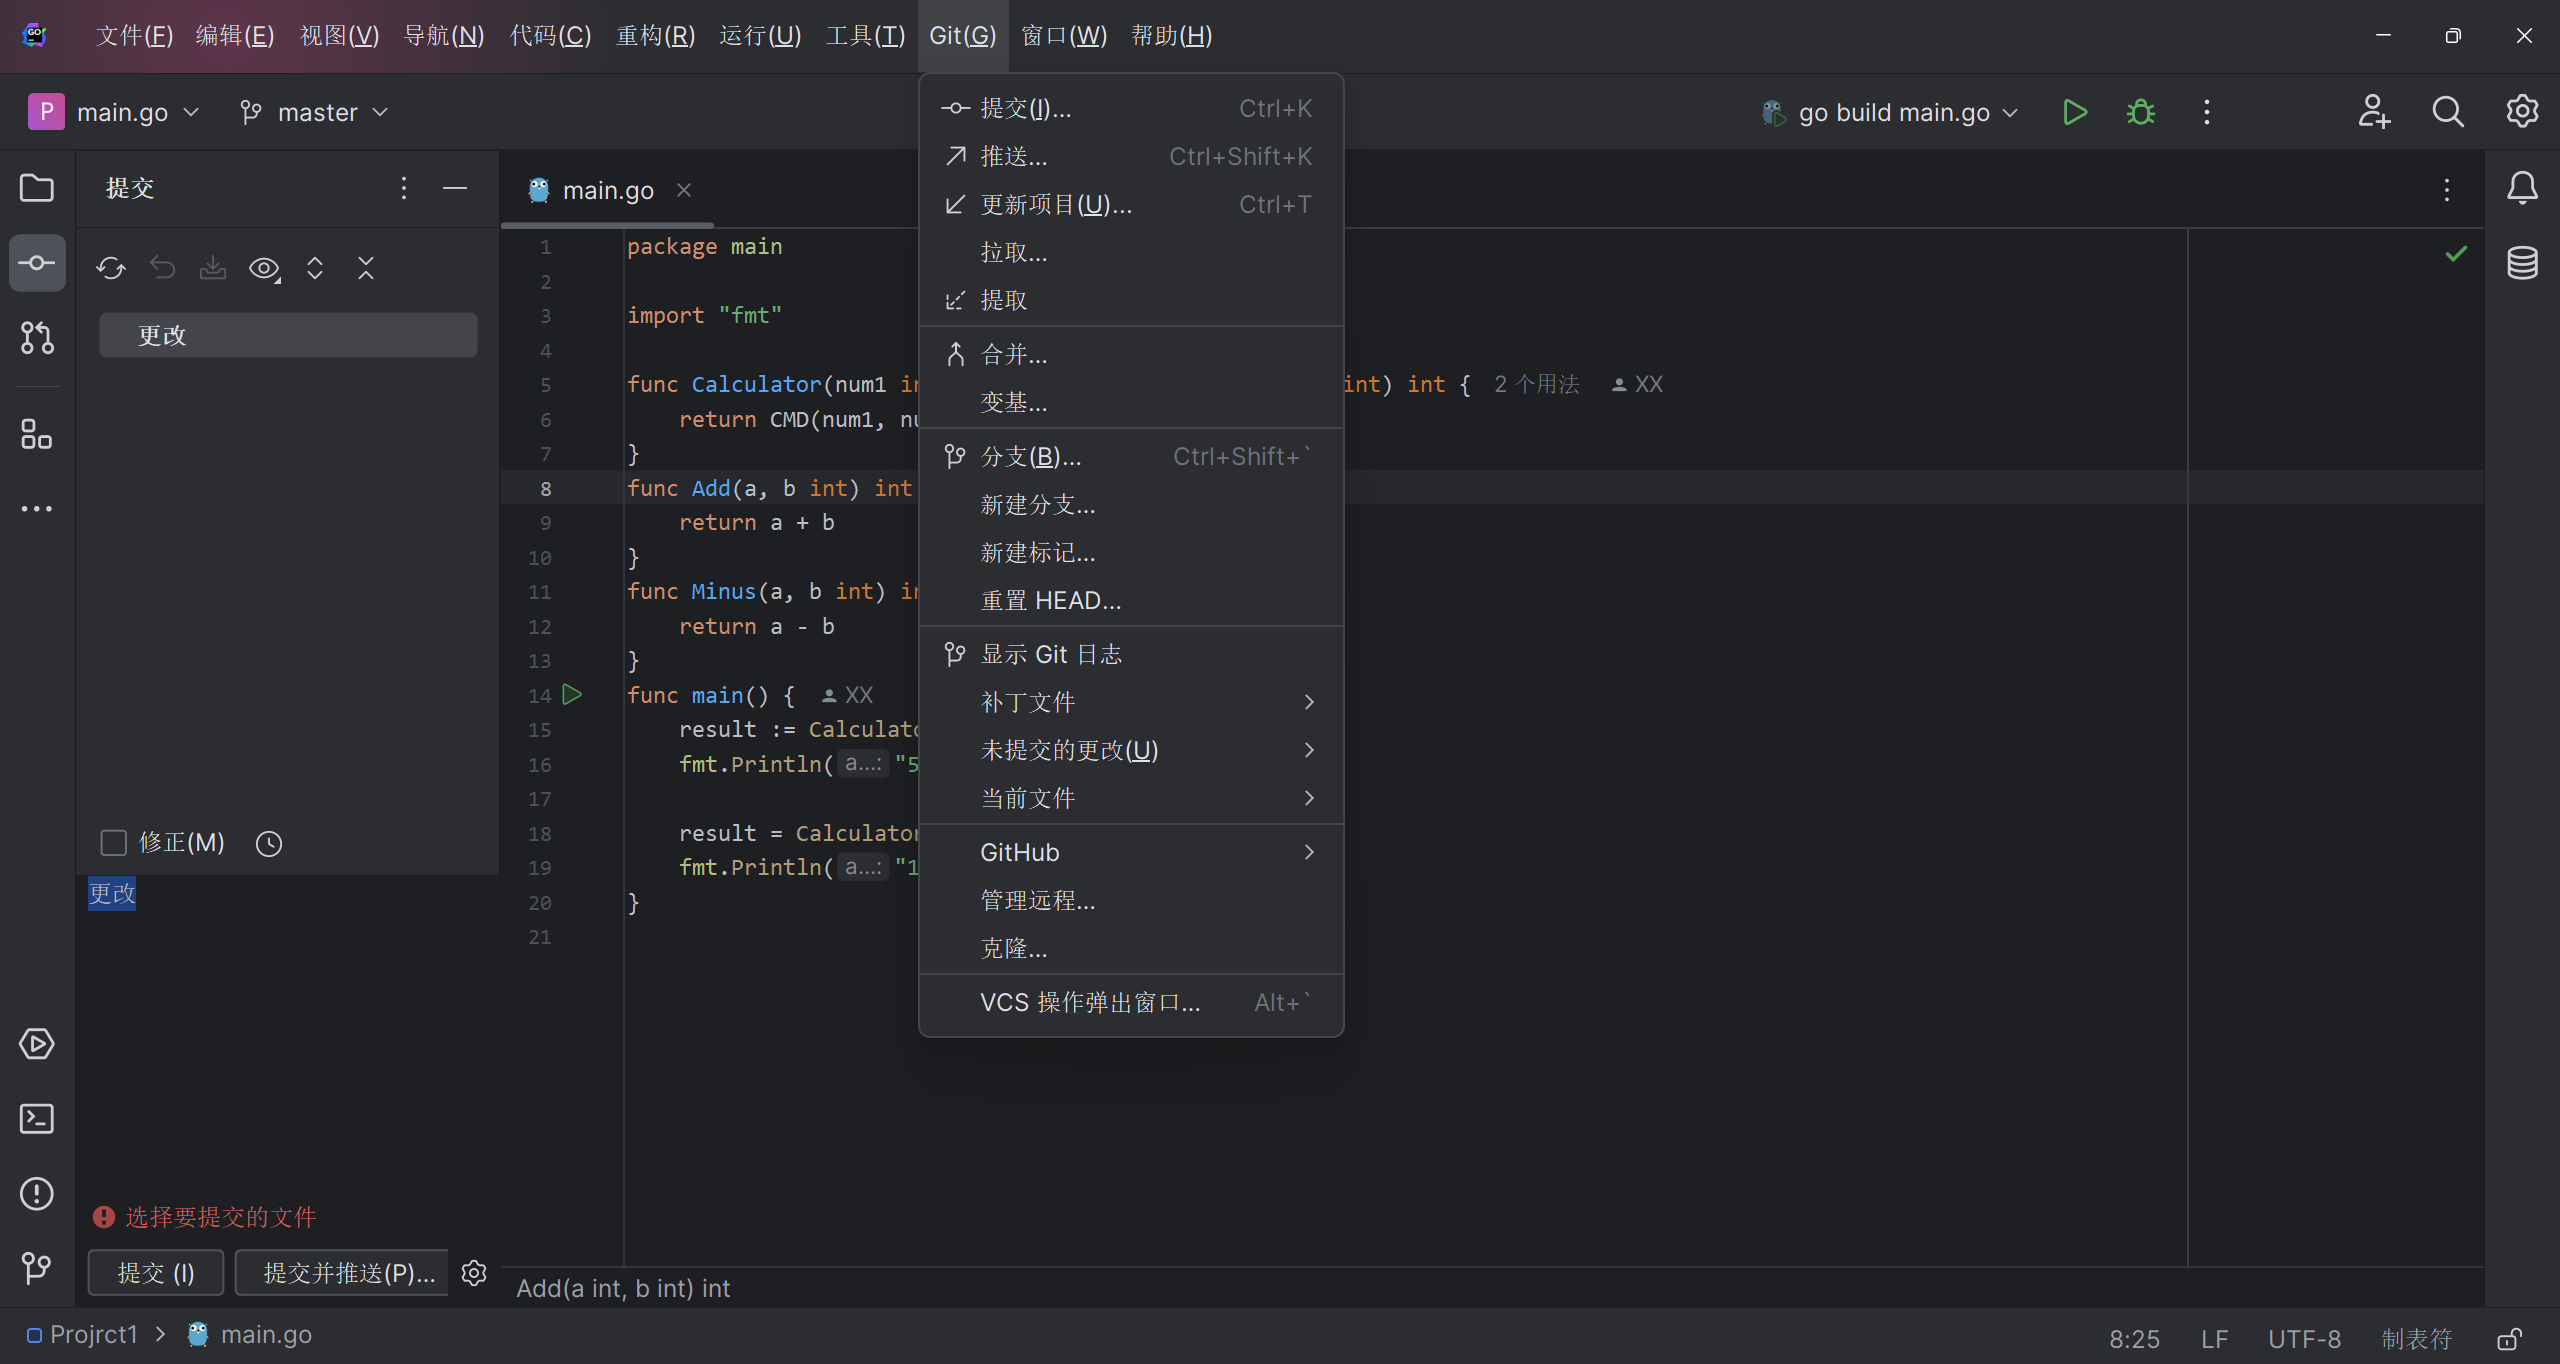 文件(F) 编辑(E) 视图(V) 导航(N) 代码(C) 重构(R) 运行(U) 工具(T) Git(G) 窗口(W) 帮助(H)
P main.go master go build main.go
提交
更改
修正(M)
更改
选择要提交的文件
提交 (I) 提交并推送(P)...
main.go
1 package main
2
3 import "fmt"
4
5 func Calculator(num1 in int) int { 2 个用法 XX
6 return CMD(num1, nu
7 }
8 func Add(a, b int) int
9 return a + b
10 }
11 func Minus(a, b int) in
12 return a - b
13 }
14 func main() { XX
15 result := Calculato
16 fmt.Println( a...: "5
17
18 result = Calculator
19 fmt.Println( a...: "1
20 }
21
提交(I)... Ctrl+K
推送... Ctrl+Shift+K
更新项目(U)... Ctrl+T
拉取...
提取
合并...
变基...
分支(B)... Ctrl+Shift+`
新建分支...
新建标记...
重置 HEAD...
显示 Git 日志
补丁文件
未提交的更改(U)
当前文件
GitHub
管理远程...
克隆...
VCS 操作弹出窗口... Alt+`
Add(a int, b int) int
Projrct1 main.go 8:25 LF UTF-8 制表符